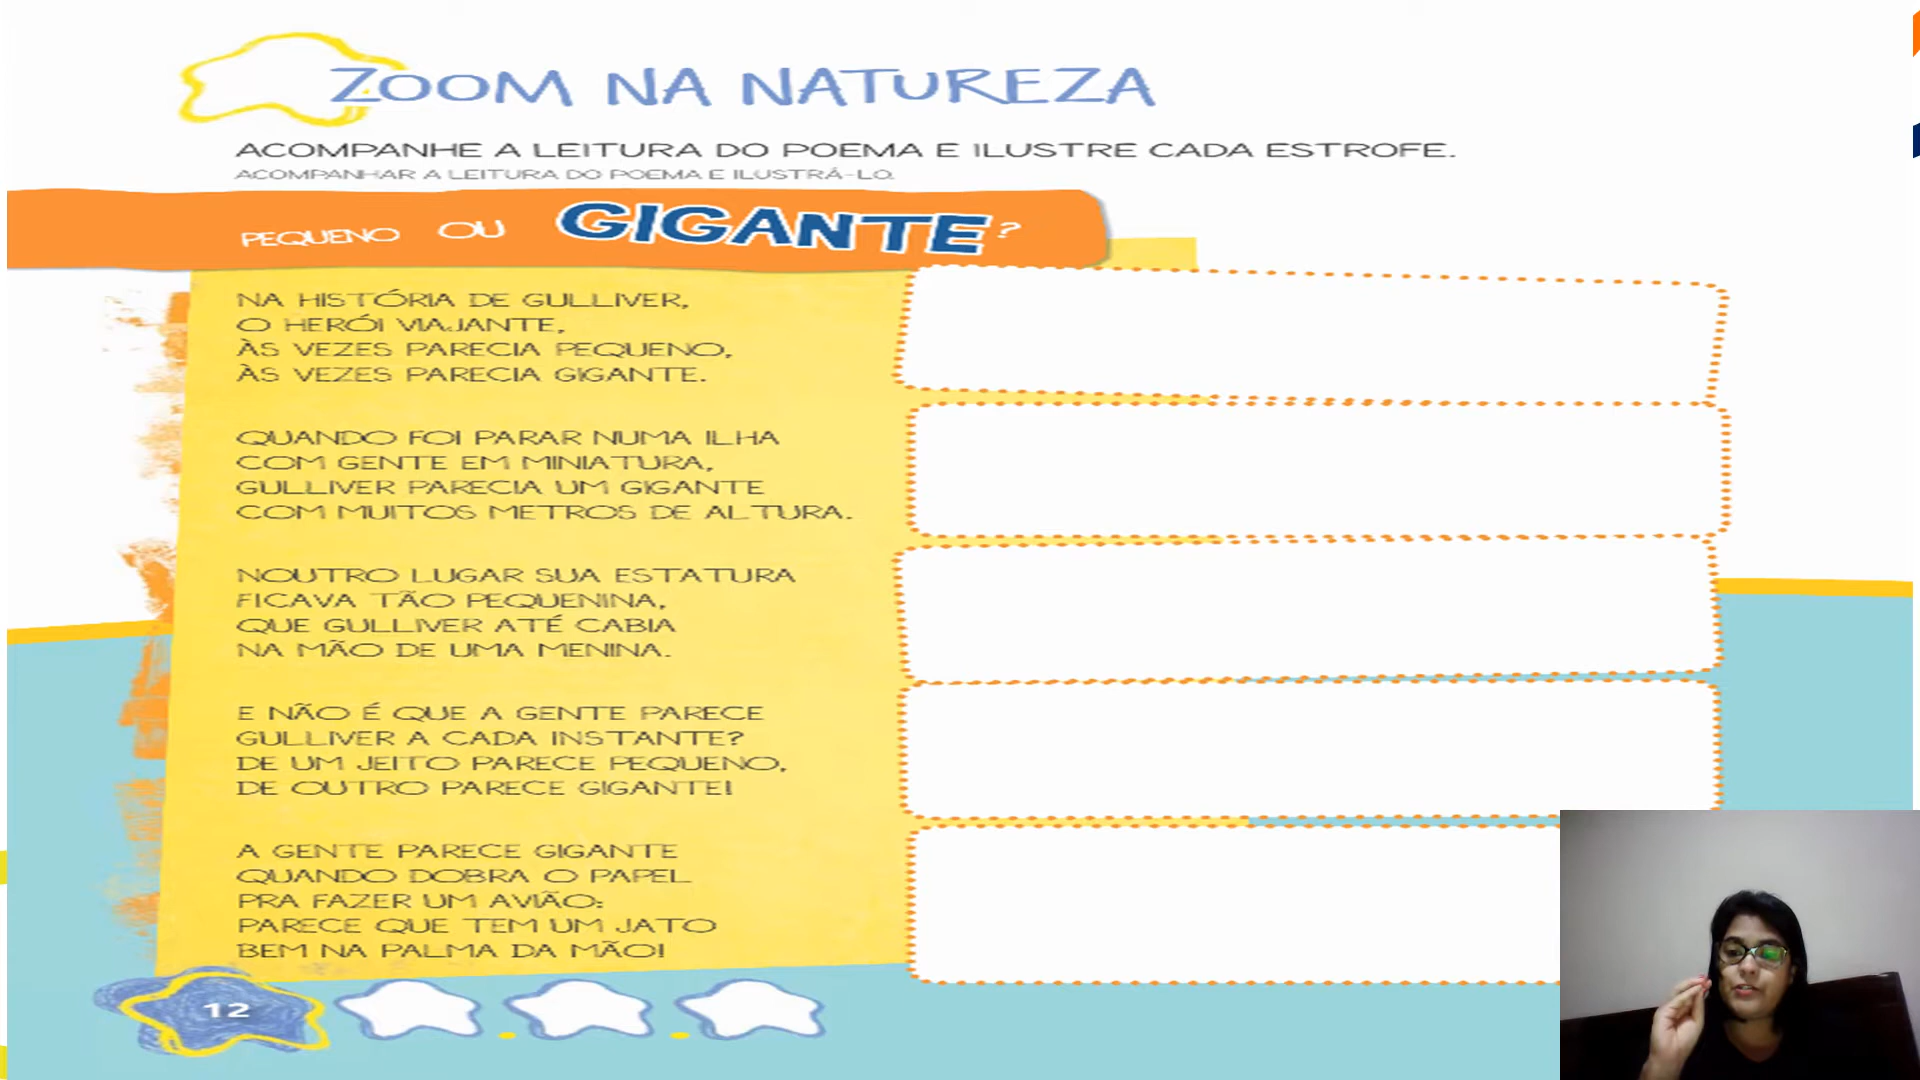 ZOOM NA NATUREZA
ACOMPANHE A LEITURA DO POEMA E ILUSTRE CADA ESTROFE.
ACOMPANHAR A LEITURA DO POEMA E ILUSTRÁ-LO.
PEQUENO OU GIGANTE?
NA HISTÓRIA DE GULLIVER,
O HERÓI VIAJANTE,
ÀS VEZES PARECIA PEQUENO,
ÀS VEZES PARECIA GIGANTE.
QUANDO FOI PARAR NUMA ILHA
COM GENTE EM MINIATURA,
GULLIVER PARECIA UM GIGANTE
COM MUITOS METROS DE ALTURA.
NOUTRO LUGAR SUA ESTATURA
FICAVA TÃO PEQUENINA,
QUE GULLIVER ATÉ CABIA
NA MÃO DE UMA MENINA.
E NÃO É QUE A GENTE PARECE
GULLIVER A CADA INSTANTE?
DE UM JEITO PARECE PEQUENO,
DE OUTRO PARECE GIGANTE!
A GENTE PARECE GIGANTE
QUANDO DOBRA O PAPEL
PRA FAZER UM AVIÃO:
PARECE QUE TEM UM JATO
BEM NA PALMA DA MÃO!
12